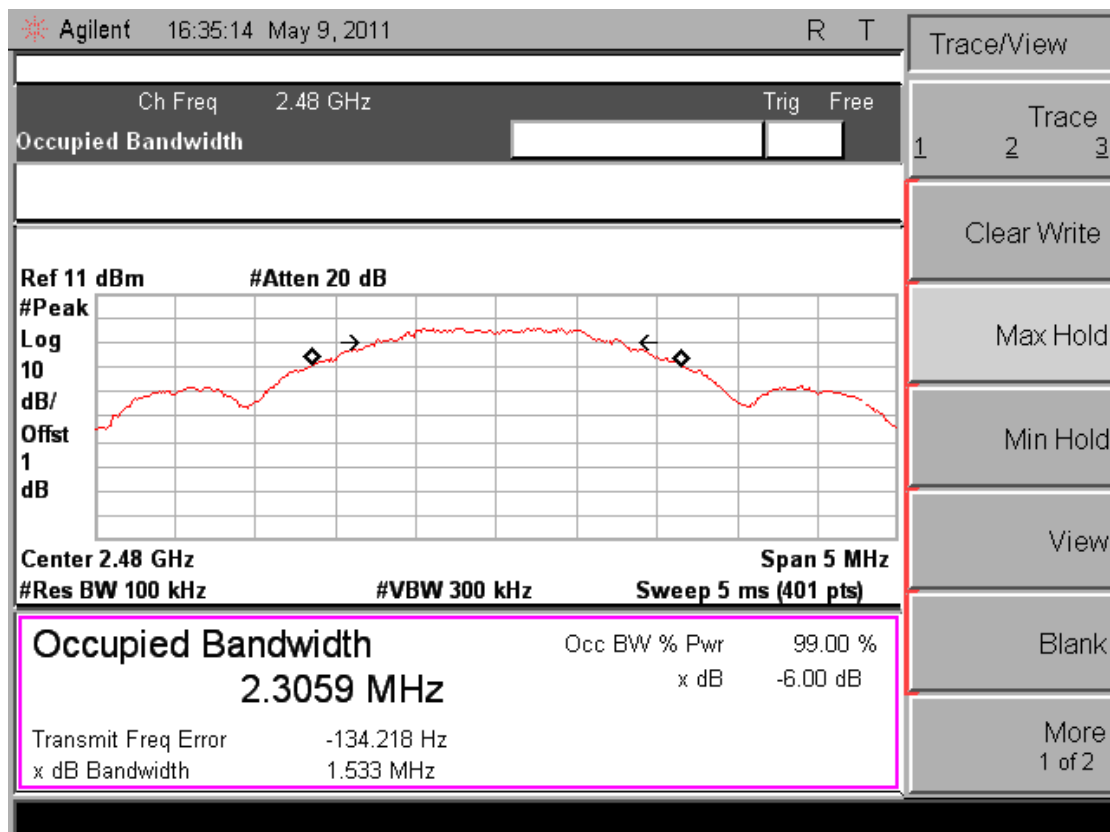 Agilent 16:35:14 May 9, 2011 R T
Trace/View
Ch Freq 2.48 GHz Trig Free
Occupied Bandwidth
Trace
1 2 3
Clear Write
Max Hold
Min Hold
View
Blank
More
1 of 2
Ref 11 dBm #Atten 20 dB
#Peak
Log
10
dB/
Offst
1
dB
Center 2.48 GHz Span 5 MHz
#Res BW 100 kHz #VBW 300 kHz Sweep 5 ms (401 pts)
Occupied Bandwidth Occ BW % Pwr 99.00 %
2.3059 MHz x dB -6.00 dB
Transmit Freq Error -134.218 Hz
x dB Bandwidth 1.533 MHz